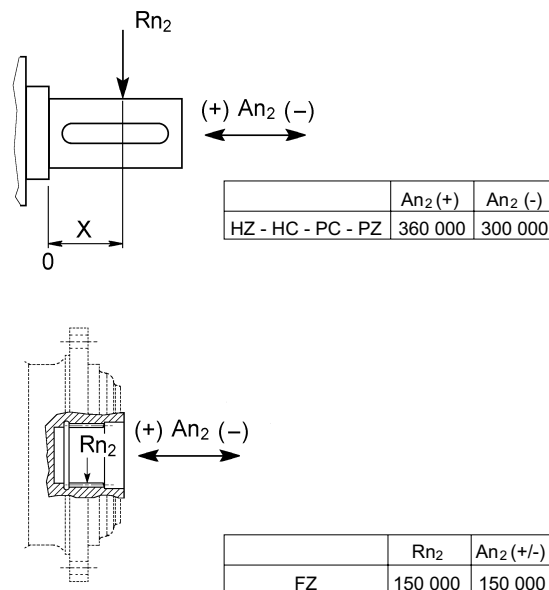 Rn₂
(+) An₂ (–)
X
0
An₂ (+) An₂ (-)
HZ - HC - PC - PZ 360 000 300 000
(+) An₂ (–)
Rn₂
Rn₂ An₂ (+/-)
FZ 150 000 150 000